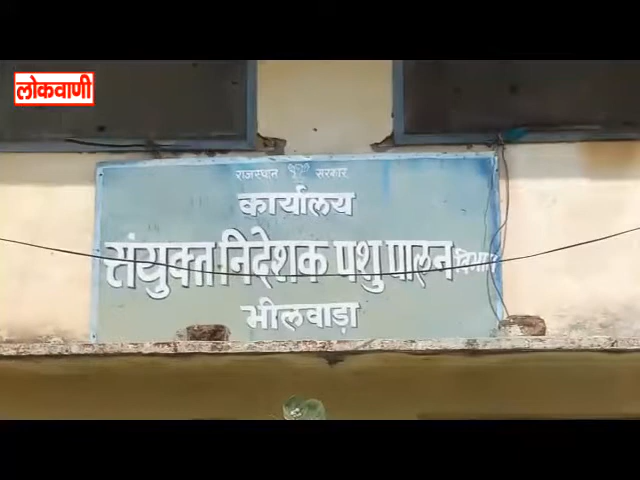 लोकवाणी
राजस्थान सरकार
कार्यालय
संयुक्त निदेशक पशु पालन विभाग
भीलवाड़ा